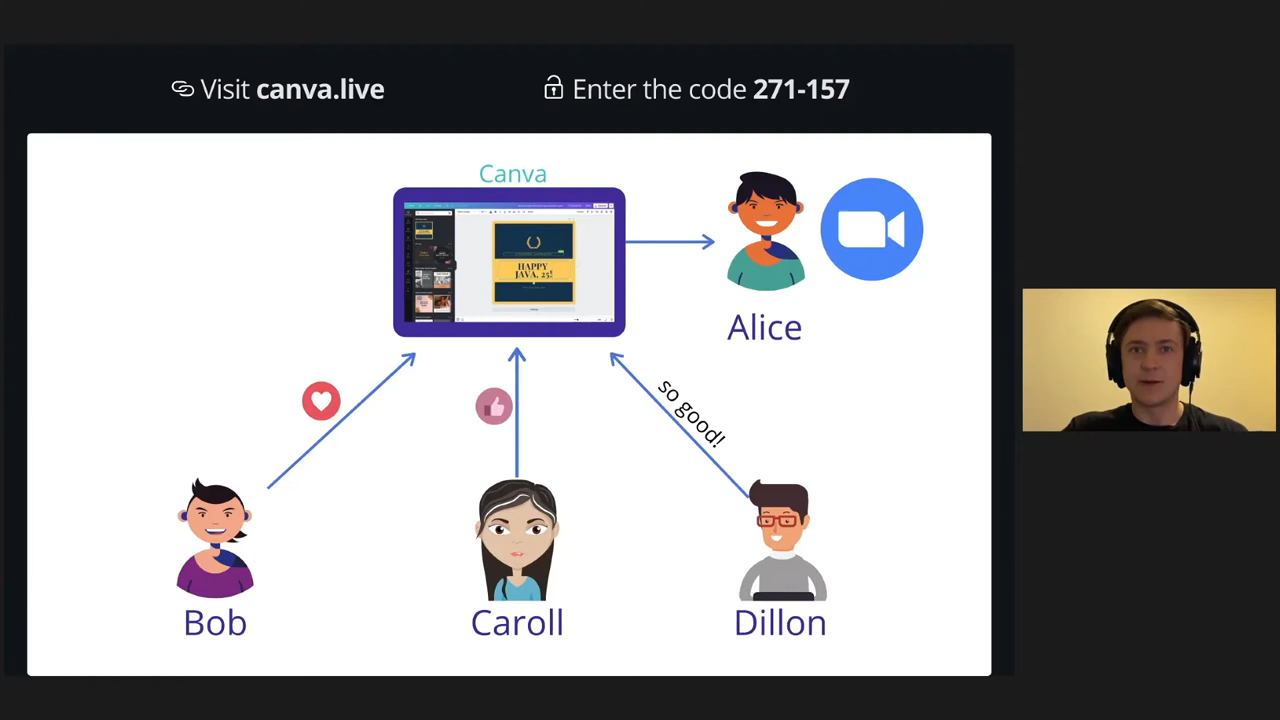 Visit canva.live
Enter the code 271-157
Canva
HAPPY
JAVA, 25!
Alice
so good!
Bob
Caroll
Dillon